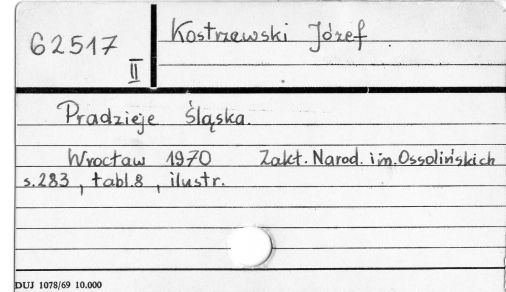 62517
II
Kostrzewski Józef
Pradzieje Śląska.
Wrocław 1970 Zakt. Narod. im. Ossolińskich
s.283, tabl.8, ilustr.
DUJ 1078/69 10.000